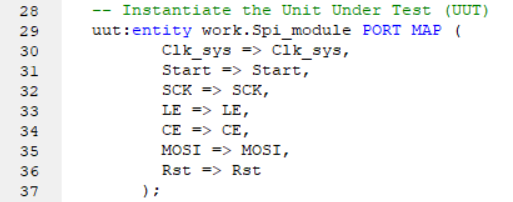 28 -- Instantiate the Unit Under Test (UUT)
29 uut:entity work.Spi_module PORT MAP (
30 Clk_sys => Clk_sys,
31 Start => Start,
32 SCK => SCK,
33 LE => LE,
34 CE => CE,
35 MOSI => MOSI,
36 Rst => Rst
37 );